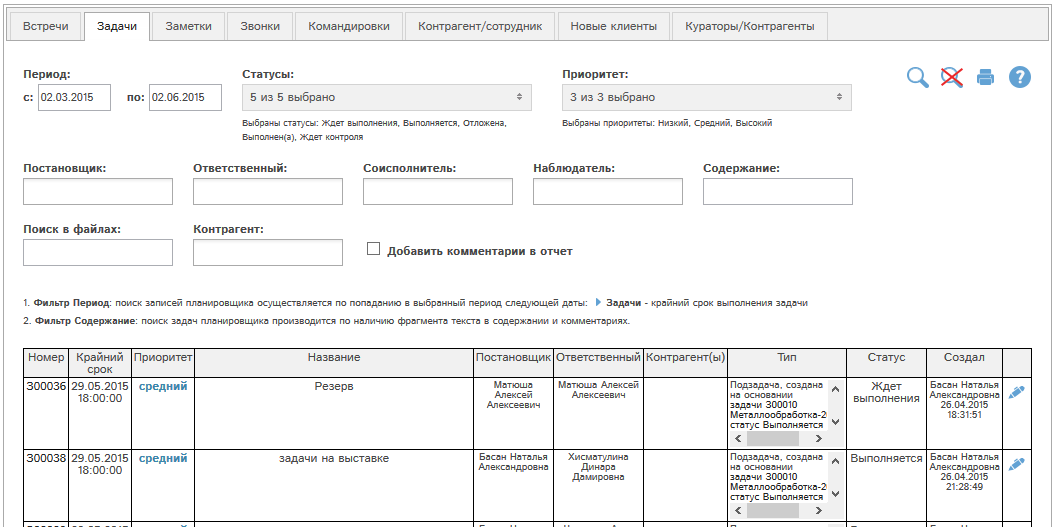 Встречи Задачи Заметки Звонки Командировки Контрагент/сотрудник Новые клиенты Кураторы/Контрагенты
Период: Статусы: Приоритет:
с: 02.03.2015 по: 02.06.2015 5 из 5 выбрано 3 из 3 выбрано
?
Выбраны статусы: Ждет выполнения, Выполняется, Отложена, Выбраны приоритеты: Низкий, Средний, Высокий
Выполнен(а), Ждет контроля
Постановщик: Ответственный: Соисполнитель: Наблюдатель: Содержание:
Поиск в файлах: Контрагент:
Добавить комментарии в отчет
1. Фильтр Период: поиск записей планировщика осуществляется по попаданию в выбранный период следующей даты: Задачи - крайний срок выполнения задачи
2. Фильтр Содержание: поиск задач планировщика производится по наличию фрагмента текста в содержании и комментариях.
Номер Крайний срок Приоритет Название Постановщик Ответственный Контрагент(ы) Тип Статус Создал
З00036 29.05.2015 средний Резерв Матюша Матюша Алексей Подзадача, создана Ждет Басан Наталья
18:00:00 Алексей Алексеевич на основании выполнения Александровна
Алексеевич задачи З00010 26.04.2015
Металлообработка-20 18:31:51
статус Выполняется
З00038 29.05.2015 средний задачи на выставке Басан Наталья Хисматулина Подзадача, создана Выполняется Басан Наталья
18:00:00 Александровна Динара на основании Александровна
Дамировна задачи З00010 26.04.2015
Металлообработка-20 21:28:49
статус Выполняется